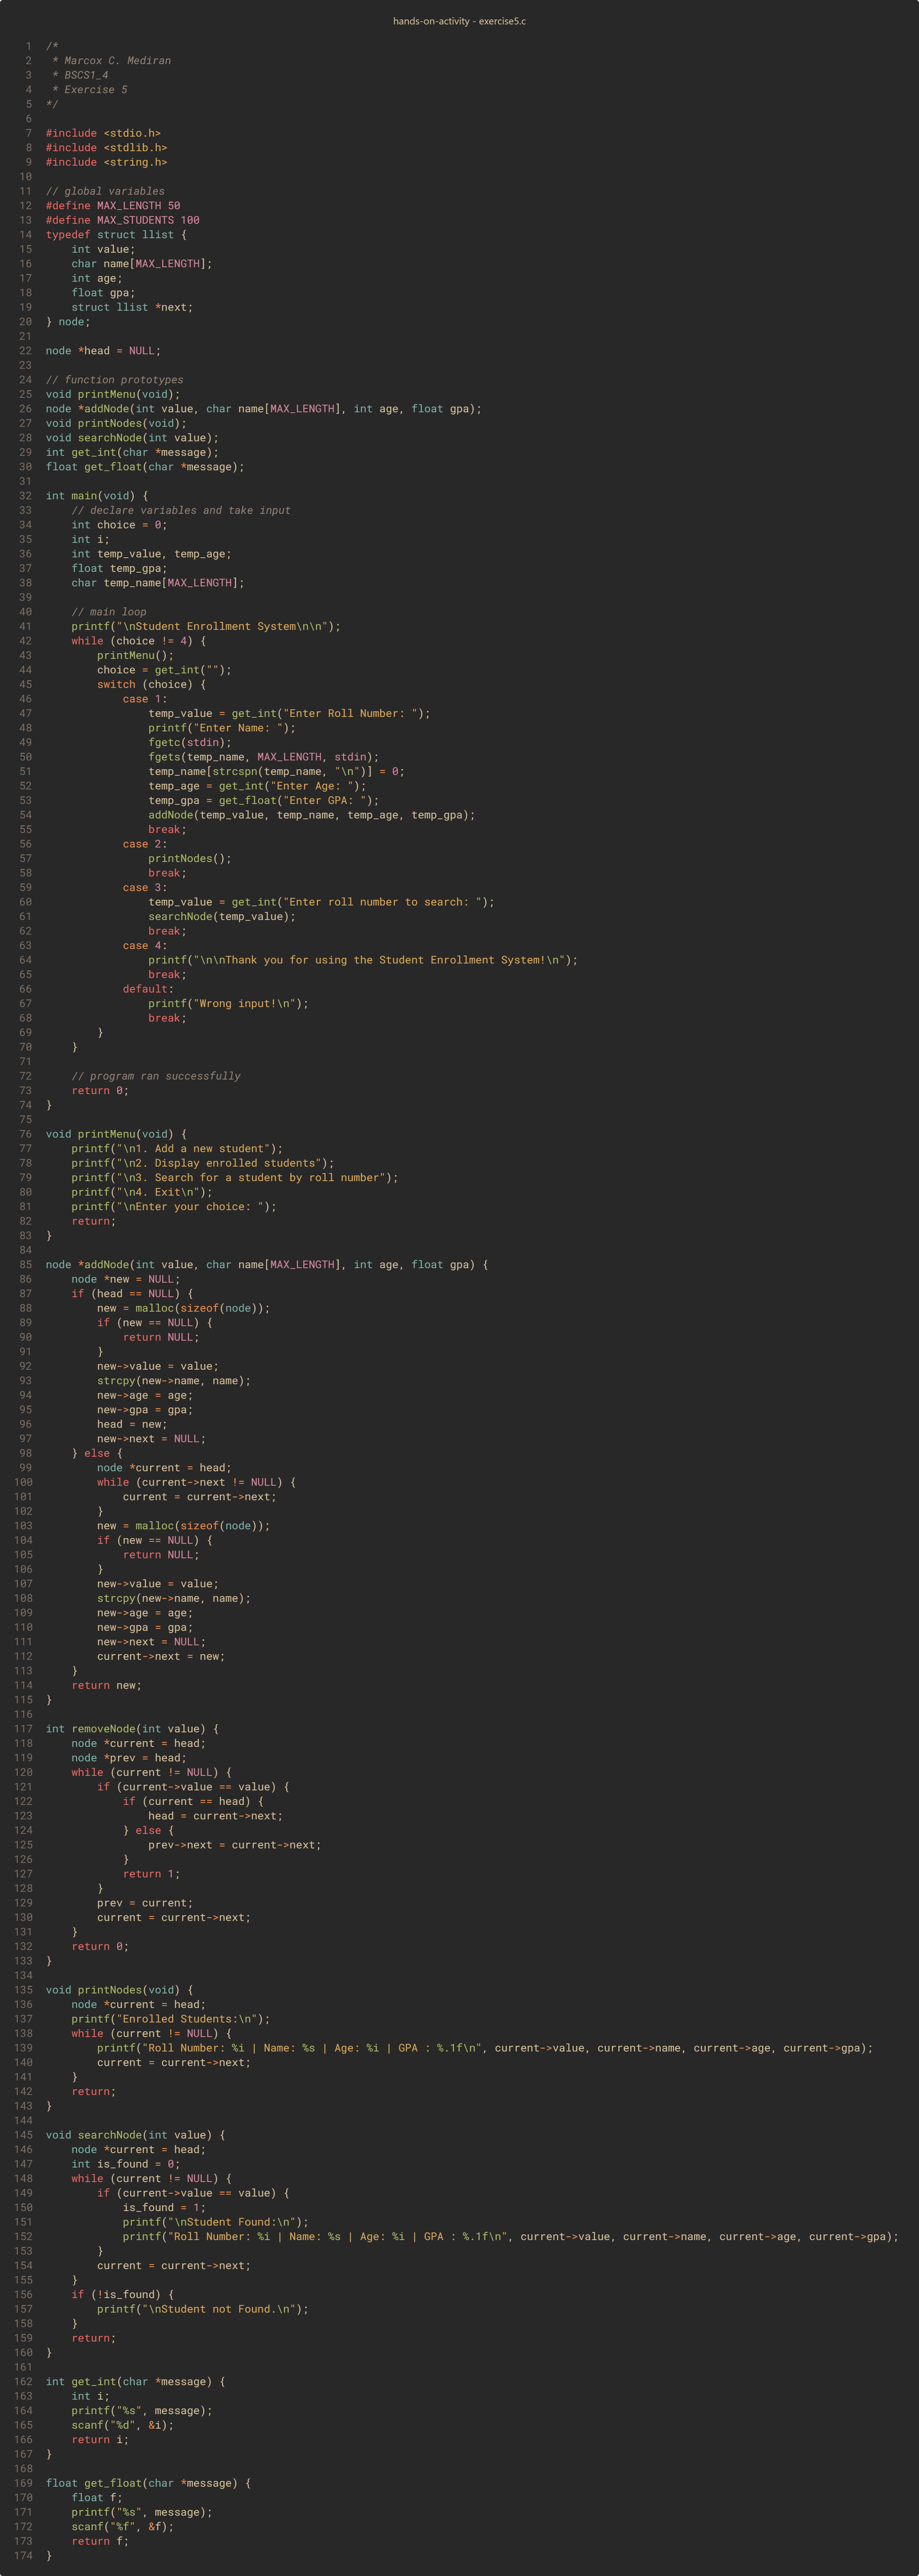 hands-on-activity - exercise5.c
1 /*
2  * Marcox C. Mediran
3  * BSCS1_4
4  * Exercise 5
5 */
6
7 #include <stdio.h>
8 #include <stdlib.h>
9 #include <string.h>
10
11 // global variables
12 #define MAX_LENGTH 50
13 #define MAX_STUDENTS 100
14 typedef struct llist {
15     int value;
16     char name[MAX_LENGTH];
17     int age;
18     float gpa;
19     struct llist *next;
20 } node;
21
22 node *head = NULL;
23
24 // function prototypes
25 void printMenu(void);
26 node *addNode(int value, char name[MAX_LENGTH], int age, float gpa);
27 void printNodes(void);
28 void searchNode(int value);
29 int get_int(char *message);
30 float get_float(char *message);
31
32 int main(void) {
33     // declare variables and take input
34     int choice = 0;
35     int i;
36     int temp_value, temp_age;
37     float temp_gpa;
38     char temp_name[MAX_LENGTH];
39
40     // main loop
41     printf("\nStudent Enrollment System\n\n");
42     while (choice != 4) {
43         printMenu();
44         choice = get_int("");
45         switch (choice) {
46             case 1:
47                 temp_value = get_int("Enter Roll Number: ");
48                 printf("Enter Name: ");
49                 fgetc(stdin);
50                 fgets(temp_name, MAX_LENGTH, stdin);
51                 temp_name[strcspn(temp_name, "\n")] = 0;
52                 temp_age = get_int("Enter Age: ");
53                 temp_gpa = get_float("Enter GPA: ");
54                 addNode(temp_value, temp_name, temp_age, temp_gpa);
55                 break;
56             case 2:
57                 printNodes();
58                 break;
59             case 3:
60                 temp_value = get_int("Enter roll number to search: ");
61                 searchNode(temp_value);
62                 break;
63             case 4:
64                 printf("\n\nThank you for using the Student Enrollment System!\n");
65                 break;
66             default:
67                 printf("Wrong input!\n");
68                 break;
69         }
70     }
71
72     // program ran successfully
73     return 0;
74 }
75
76 void printMenu(void) {
77     printf("\n1. Add a new student");
78     printf("\n2. Display enrolled students");
79     printf("\n3. Search for a student by roll number");
80     printf("\n4. Exit\n");
81     printf("\nEnter your choice: ");
82     return;
83 }
84
85 node *addNode(int value, char name[MAX_LENGTH], int age, float gpa) {
86     node *new = NULL;
87     if (head == NULL) {
88         new = malloc(sizeof(node));
89         if (new == NULL) {
90             return NULL;
91         }
92         new->value = value;
93         strcpy(new->name, name);
94         new->age = age;
95         new->gpa = gpa;
96         head = new;
97         new->next = NULL;
98     } else {
99         node *current = head;
100         while (current->next != NULL) {
101             current = current->next;
102         }
103         new = malloc(sizeof(node));
104         if (new == NULL) {
105             return NULL;
106         }
107         new->value = value;
108         strcpy(new->name, name);
109         new->age = age;
110         new->gpa = gpa;
111         new->next = NULL;
112         current->next = new;
113     }
114     return new;
115 }
116
117 int removeNode(int value) {
118     node *current = head;
119     node *prev = head;
120     while (current != NULL) {
121         if (current->value == value) {
122             if (current == head) {
123                 head = current->next;
124             } else {
125                 prev->next = current->next;
126             }
127             return 1;
128         }
129         prev = current;
130         current = current->next;
131     }
132     return 0;
133 }
134
135 void printNodes(void) {
136     node *current = head;
137     printf("Enrolled Students:\n");
138     while (current != NULL) {
139         printf("Roll Number: %i | Name: %s | Age: %i | GPA : %.1f\n", current->value, current->name, current->age, current->gpa);
140         current = current->next;
141     }
142     return;
143 }
144
145 void searchNode(int value) {
146     node *current = head;
147     int is_found = 0;
148     while (current != NULL) {
149         if (current->value == value) {
150             is_found = 1;
151             printf("\nStudent Found:\n");
152             printf("Roll Number: %i | Name: %s | Age: %i | GPA : %.1f\n", current->value, current->name, current->age, current->gpa);
153         }
154         current = current->next;
155     }
156     if (!is_found) {
157         printf("\nStudent not Found.\n");
158     }
159     return;
160 }
161
162 int get_int(char *message) {
163     int i;
164     printf("%s", message);
165     scanf("%d", &i);
166     return i;
167 }
168
169 float get_float(char *message) {
170     float f;
171     printf("%s", message);
172     scanf("%f", &f);
173     return f;
174 }